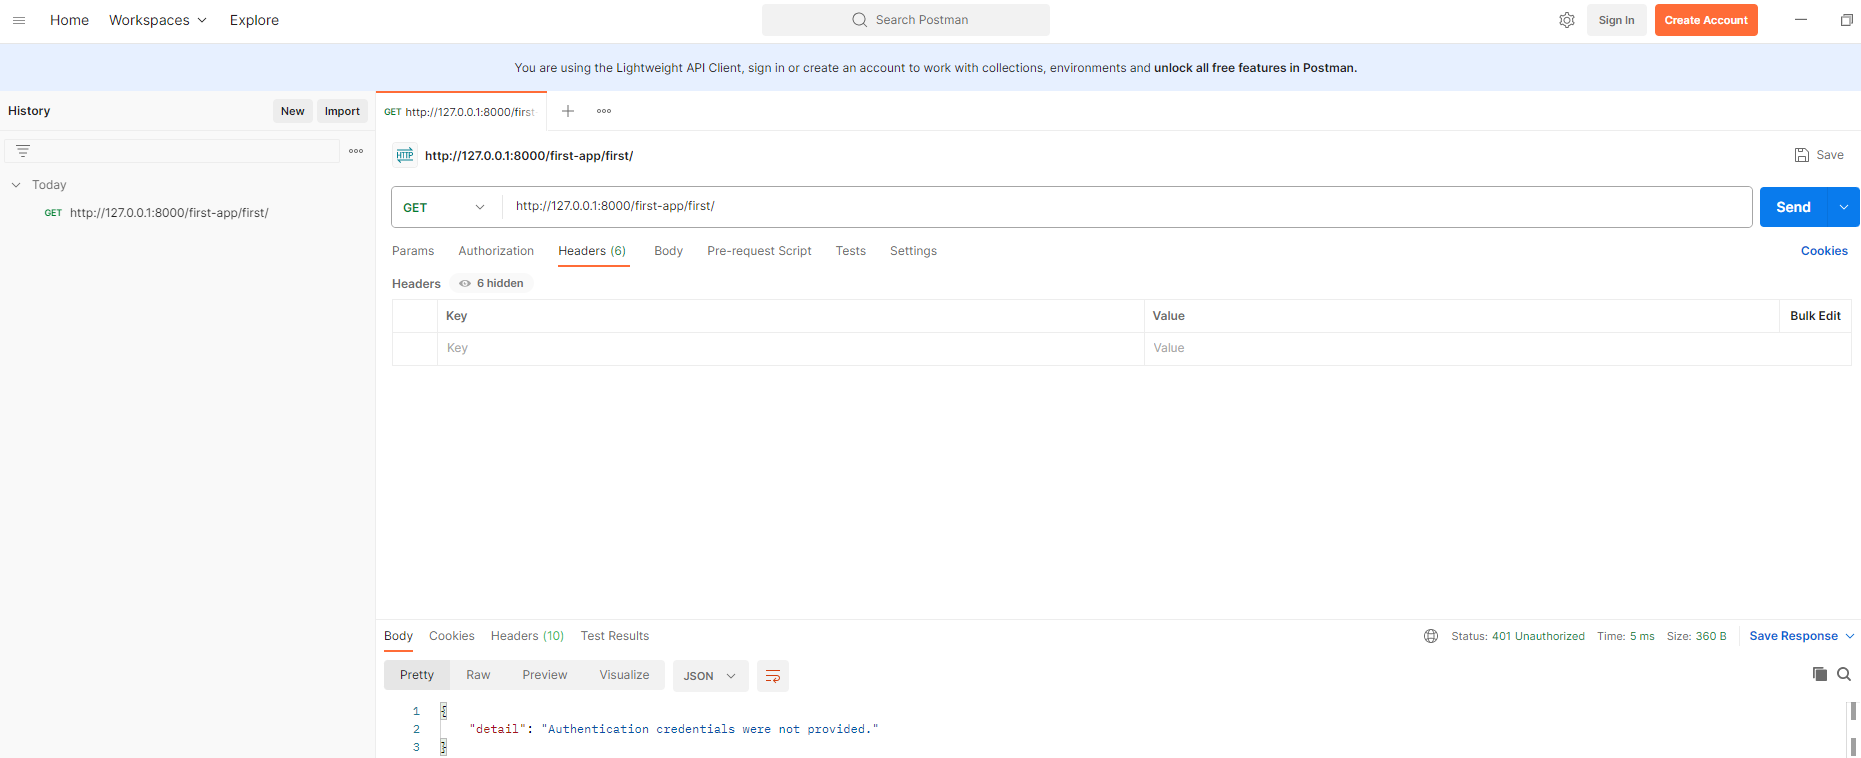 Home Workspaces Explore Search Postman Sign In Create Account
You are using the Lightweight API Client, sign in or create an account to work with collections, environments and unlock all free features in Postman.
History New Import
GET http://127.0.0.1:8000/first-
HTTP http://127.0.0.1:8000/first-app/first/ Save
Today
GET http://127.0.0.1:8000/first-app/first/
GET http://127.0.0.1:8000/first-app/first/ Send
Params Authorization Headers (6) Body Pre-request Script Tests Settings Cookies
Headers 6 hidden
Key Value Bulk Edit
Key Value
Body Cookies Headers (10) Test Results Status: 401 Unauthorized Time: 5 ms Size: 360 B Save Response
Pretty Raw Preview Visualize JSON
1 {
2 "detail": "Authentication credentials were not provided."
3 }